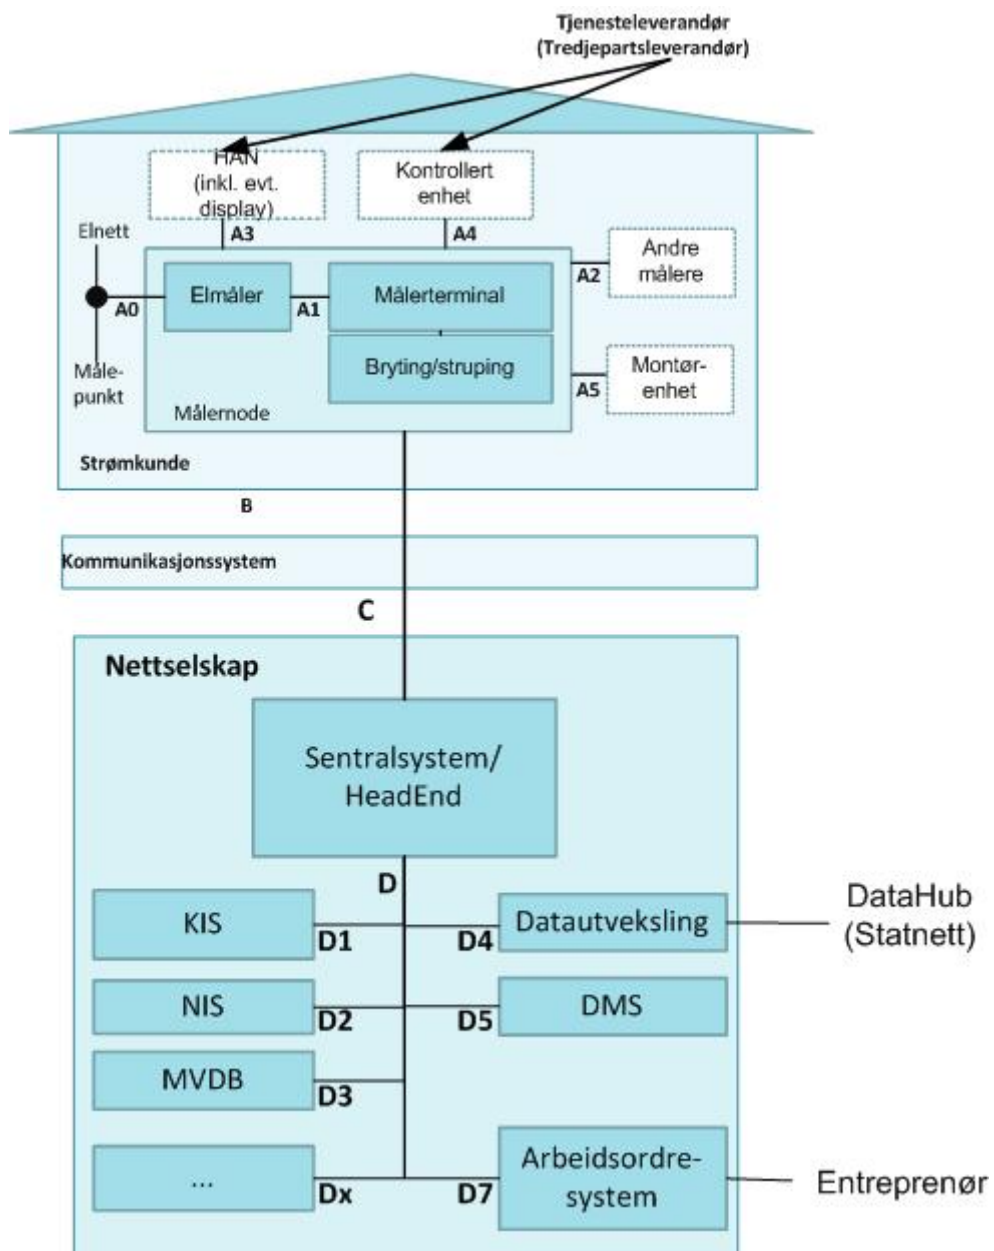 Tjenesteleverandør
(Tredjepartsleverandør)
HAN
(inkl. evt.
display)
Kontrollert
enhet
Elnett
A3
A4
Andre
målere
A2
Elmåler
A1
Målerterminal
A0
Bryting/struping
Måle-
punkt
Montør-
enhet
A5
Målernode
Strømkunde
B
Kommunikasjonssystem
C
Nettselskap
Sentralsystem/
HeadEnd
D
KIS
D1
D4
Datautveksling
DataHub
(Statnett)
NIS
D2
D5
DMS
MVDB
D3
...
Dx
D7
Arbeidsordre-
system
Entreprenør